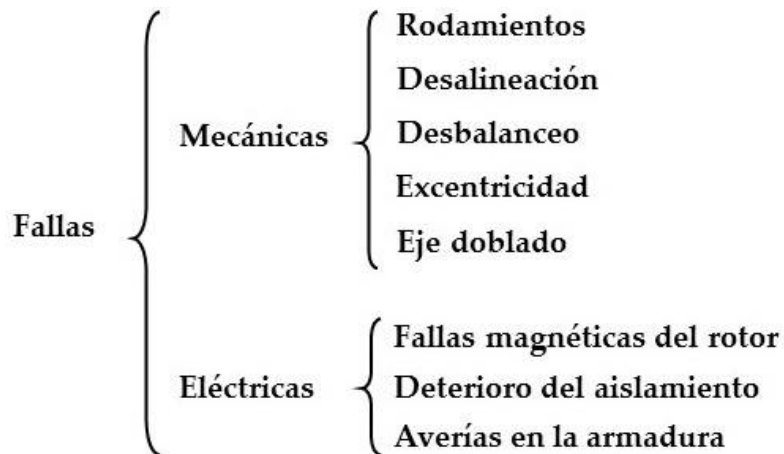 Fallas
Mecánicas
Rodamientos
Desalineación
Desbalanceo
Excentricidad
Eje doblado
Eléctricas
Fallas magnéticas del rotor
Deterioro del aislamiento
Averías en la armadura